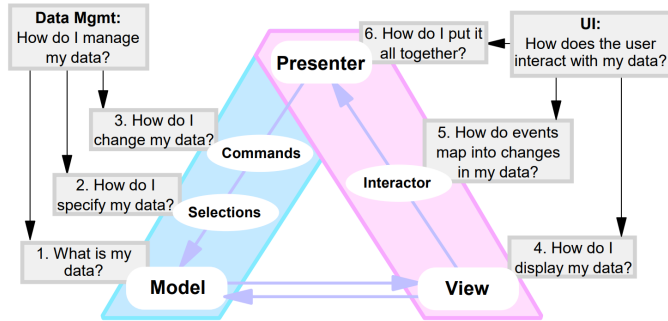 Data Mgmt:
How do I manage
my data?
6. How do I put it
all together?
UI:
How does the user
interact with my data?
Presenter
3. How do I
change my data?
Commands
5. How do events
map into changes
in my data?
2. How do I
specify my data?
Interactor
Selections
1. What is my
data?
4. How do I
display my data?
Model
View